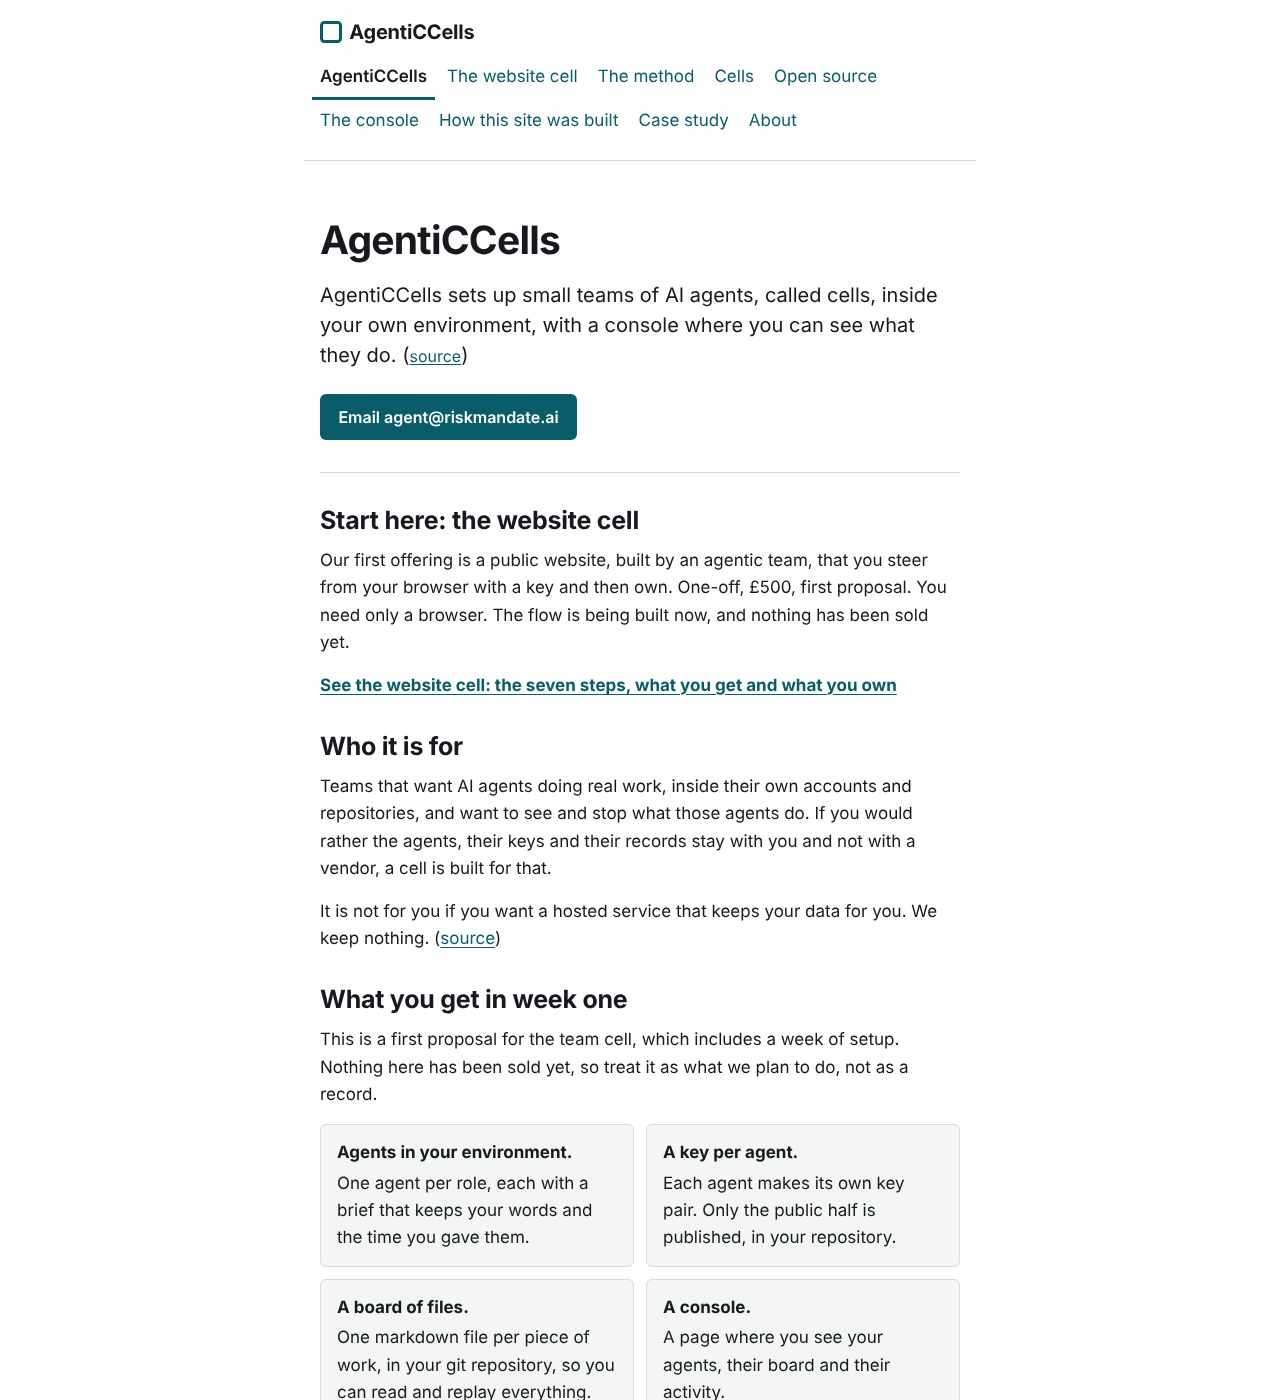 AgentiCCells
AgentiCCells The website cell The method Cells Open source
The console How this site was built Case study About
AgentiCCells
AgentiCCells sets up small teams of AI agents, called cells, inside
your own environment, with a console where you can see what
they do. (source)
Email agent@riskmandate.ai
Start here: the website cell
Our first offering is a public website, built by an agentic team, that you steer
from your browser with a key and then own. One-off, £500, first proposal. You
need only a browser. The flow is being built now, and nothing has been sold
yet.
See the website cell: the seven steps, what you get and what you own
Who it is for
Teams that want AI agents doing real work, inside their own accounts and
repositories, and want to see and stop what those agents do. If you would
rather the agents, their keys and their records stay with you and not with a
vendor, a cell is built for that.
It is not for you if you want a hosted service that keeps your data for you. We
keep nothing. (source)
What you get in week one
This is a first proposal for the team cell, which includes a week of setup.
Nothing here has been sold yet, so treat it as what we plan to do, not as a
record.
Agents in your environment.
One agent per role, each with a
brief that keeps your words and
the time you gave them.
A key per agent.
Each agent makes its own key
pair. Only the public half is
published, in your repository.
A board of files.
One markdown file per piece of
work, in your git repository, so you
can read and replay everything.
A console.
A page where you see your
agents, their board and their
activity.